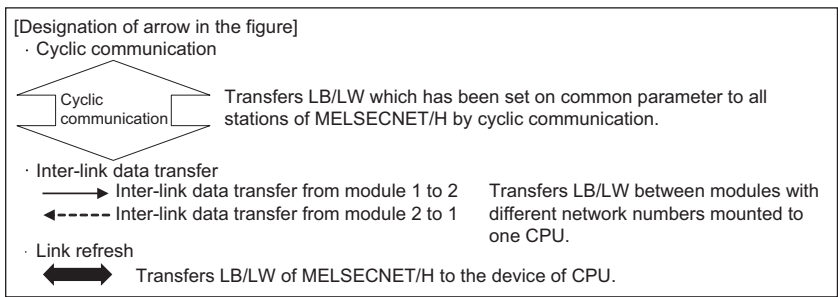 [Designation of arrow in the figure]
· Cyclic communication
Cyclic
communication
Transfers LB/LW which has been set on common parameter to all
stations of MELSECNET/H by cyclic communication.
· Inter-link data transfer
Inter-link data transfer from module 1 to 2
Inter-link data transfer from module 2 to 1
Transfers LB/LW between modules with
different network numbers mounted to
one CPU.
· Link refresh
Transfers LB/LW of MELSECNET/H to the device of CPU.